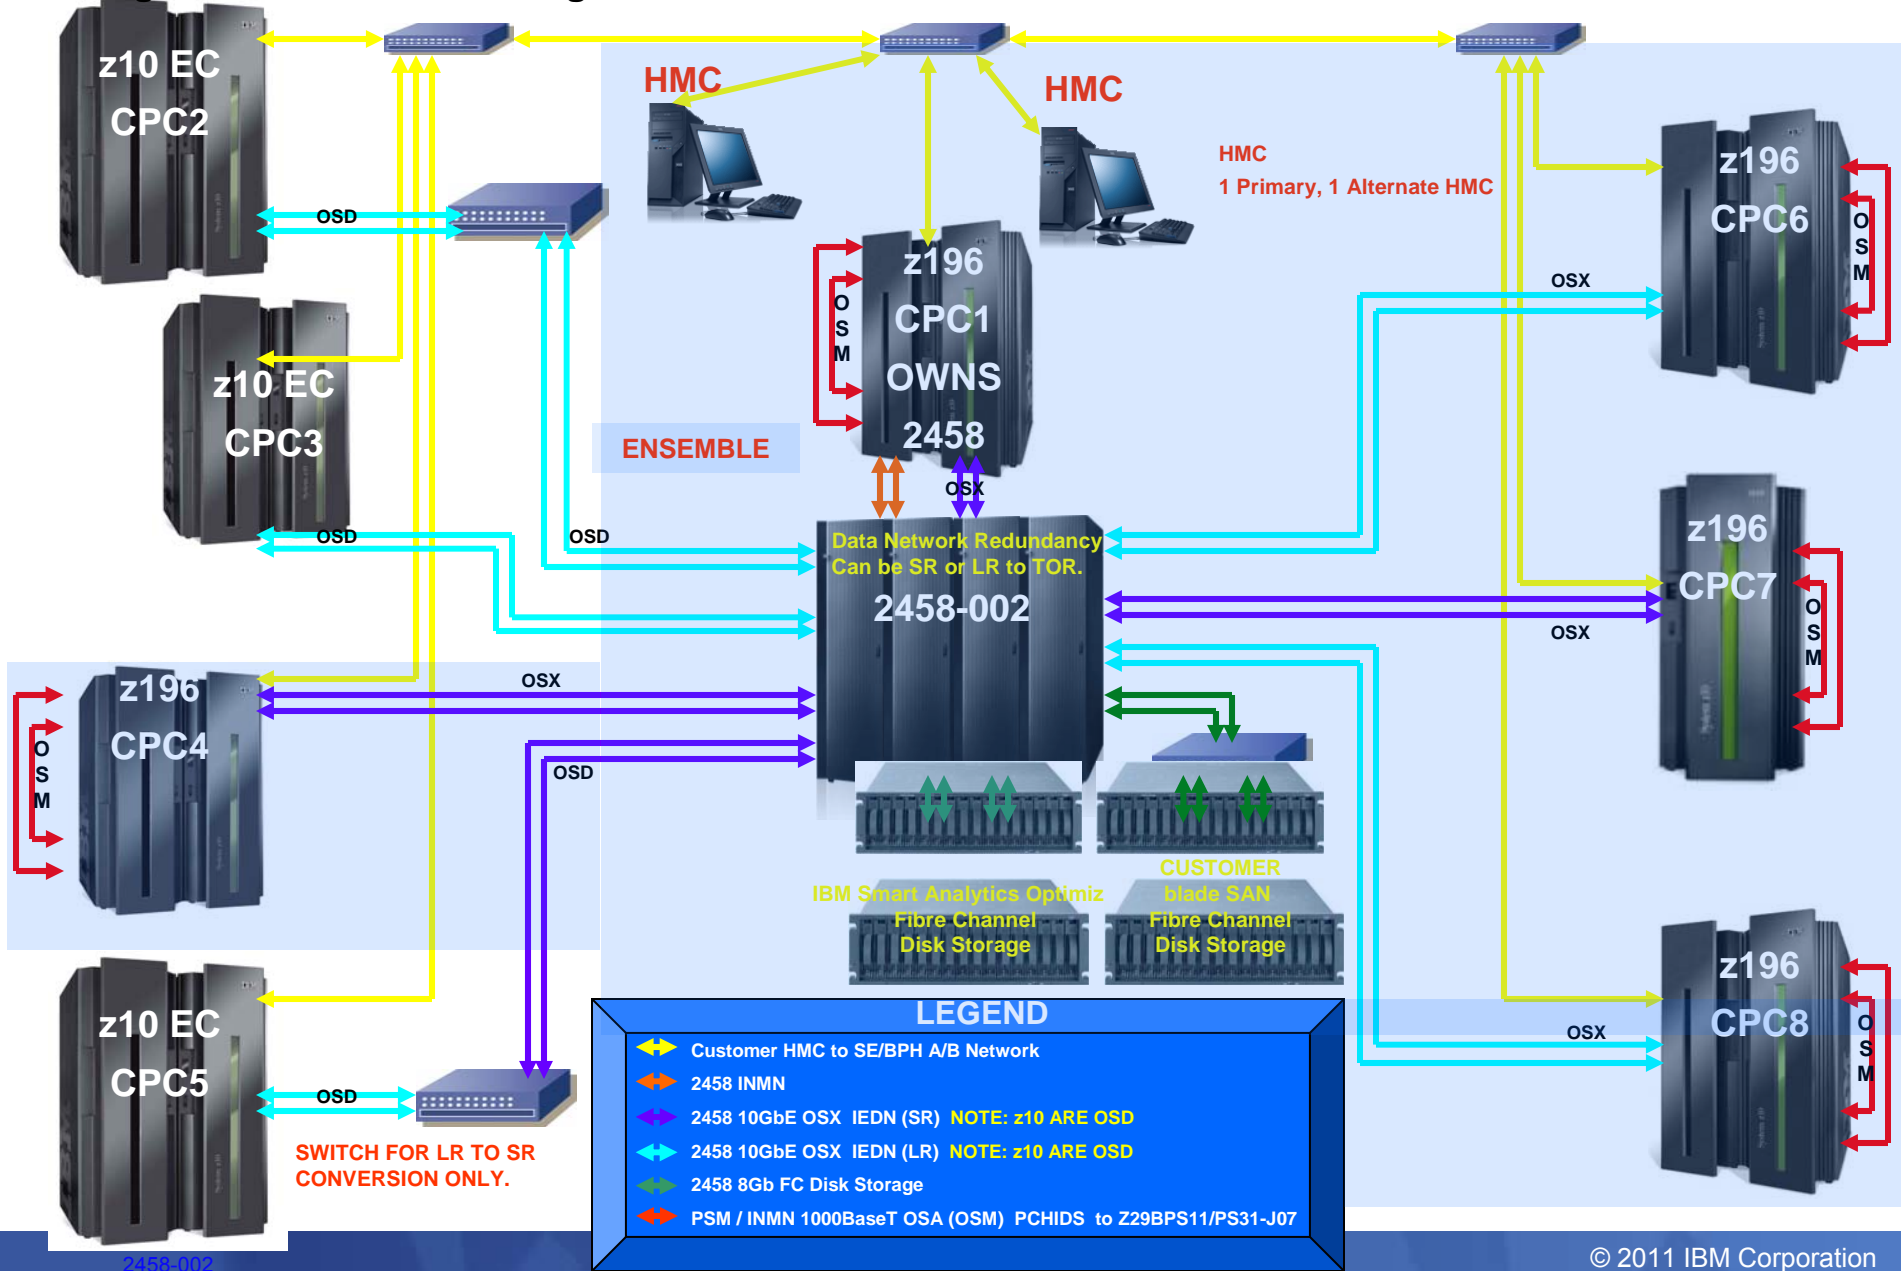 z10 EC
CPC2
HMC
HMC
HMC
1 Primary, 1 Alternate HMC
z196
CPC6
O
S
M
OSD
z196
CPC1
OWNS
2458
O
S
M
OSX
z10 EC
CPC3
ENSEMBLE
OSX
OSD
OSD
Data Network Redundancy
Can be SR or LR to TOR.
2458-002
z196
CPC7
O
S
M
OSX
z196
CPC4
O
S
M
OSX
OSD
CUSTOMER
IBM Smart Analytics Optimiz
blade SAN
Fibre Channel
Disk Storage
Fibre Channel
Disk Storage
z10 EC
CPC5
OSD
SWITCH FOR LR TO SR
CONVERSION ONLY.
z196
CPC8
O
S
M
OSX
LEGEND
Customer HMC to SE/BPH A/B Network
2458 INMN
2458 10GbE OSX IEDN (SR) NOTE: z10 ARE OSD
2458 10GbE OSX IEDN (LR) NOTE: z10 ARE OSD
2458 8Gb FC Disk Storage
PSM / INMN 1000BaseT OSA (OSM) PCHIDS to Z29BPS11/PS31-J07
2458-002
© 2011 IBM Corporation